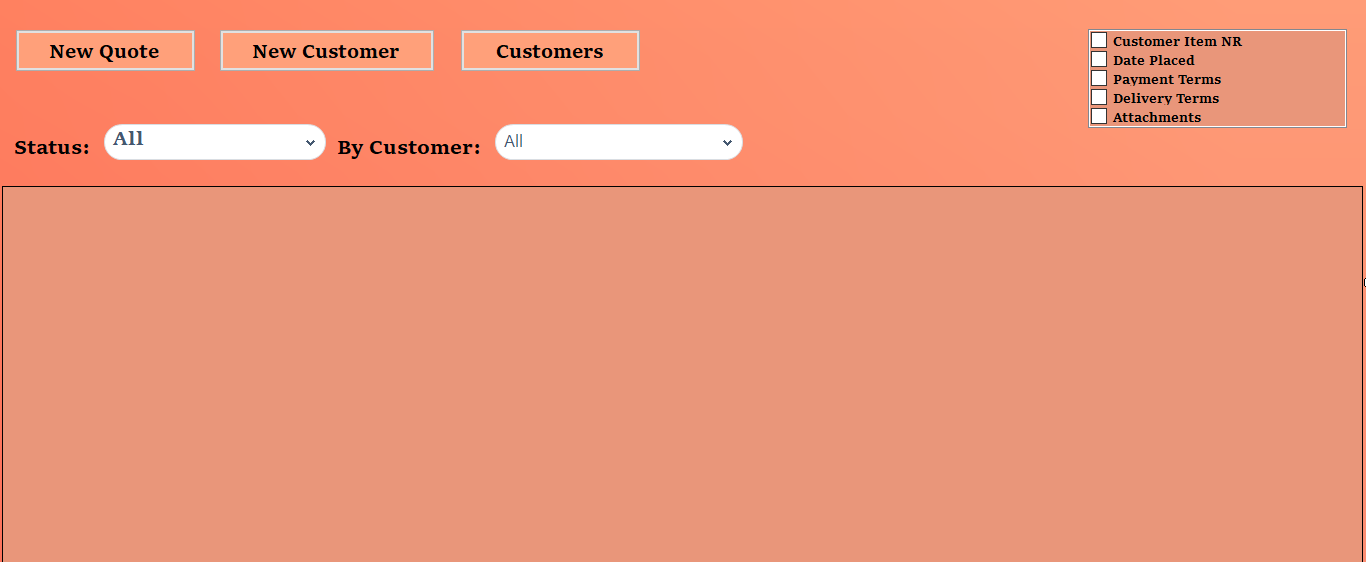 New Quote
New Customer
Customers
Customer Item NR
Date Placed
Payment Terms
Delivery Terms
Attachments
Status:
All
By Customer:
All